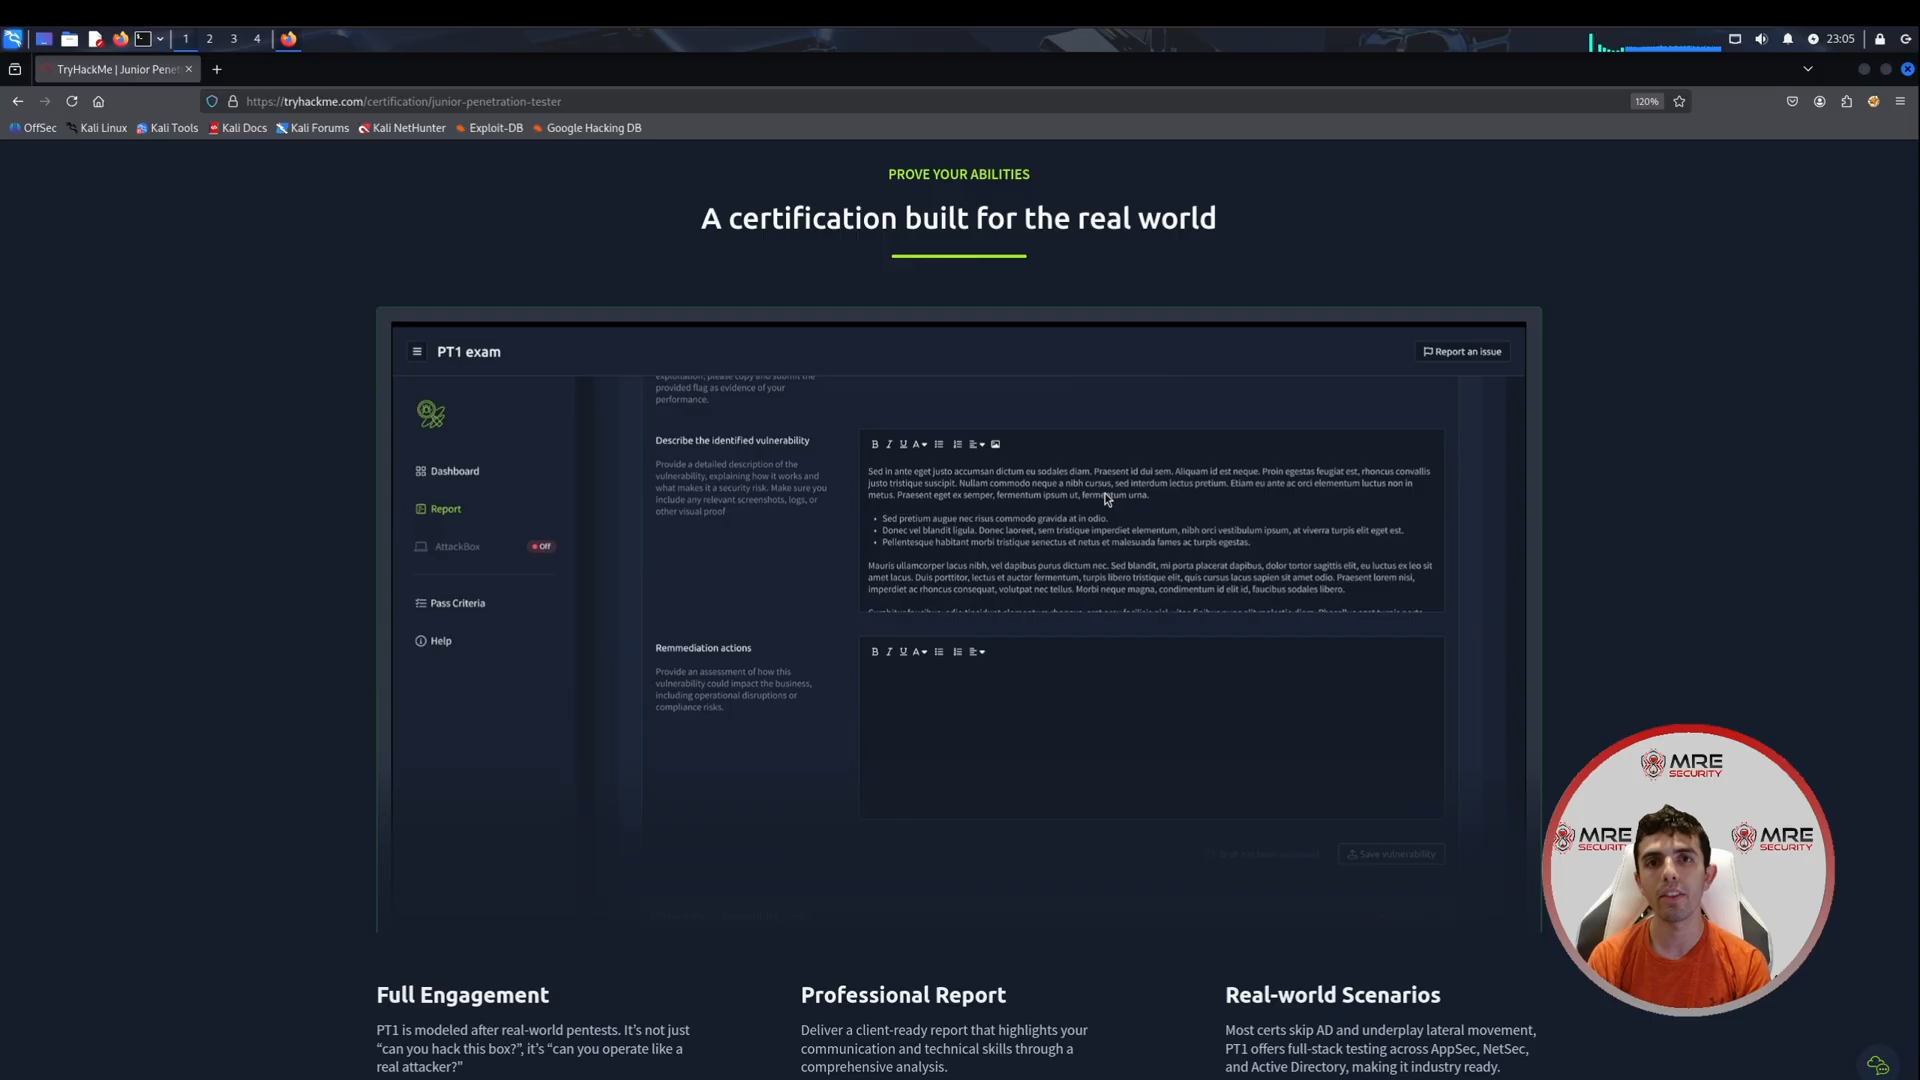 1 2 3 4
23:05
TryHackMe | Junior Penet
https://tryhackme.com/certification/junior-penetration-tester
120%
OffSec Kali Linux Kali Tools Kali Docs Kali Forums Kali NetHunter Exploit-DB Google Hacking DB
PROVE YOUR ABILITIES
A certification built for the real world
PT1 exam
Report an issue
exploitation, please copy and submit the
provided flag as evidence of your
performance.
Dashboard
Report
AttackBox
Off
Pass Criteria
Help
Describe the identified vulnerability
Provide a detailed description of the
vulnerability, explaining how it works and
what makes it a security risk. Make sure you
include any relevant screenshots, logs, or
other visual proof
B I U A
Sed in ante eget justo accumsan dictum eu sodales diam. Praesent id dui sem. Aliquam id est neque. Proin egestas feugiat est, rhoncus convallis
justo tristique suscipit. Nullam commodo neque a nibh cursus, sed interdum lectus pretium. Etiam eu ante ac orci elementum luctus non in
metus. Praesent eget ex semper, fermentum ipsum ut, fermentum urna.
• Sed pretium augue nec risus commodo gravida at in odio.
• Donec vel blandit ligula. Donec laoreet, sem tristique imperdiet elementum, nibh orci vestibulum ipsum, at viverra turpis elit eget est.
• Pellentesque habitant morbi tristique senectus et netus et malesuada fames ac turpis egestas.
Mauris ullamcorper lacus nibh, vel dapibus purus dictum nec. Sed blandit, mi porta placerat dapibus, dolor tortor sagittis elit, eu luctus ex leo sit
amet lacus. Duis porttitor, lectus et auctor fermentum, turpis libero tristique elit, quis cursus lacus sapien sit amet odio. Praesent lorem nisi,
imperdiet ac rhoncus consequat, volutpat nec tellus. Morbi neque magna, condimentum id elit id, faucibus sodales libero.
Remmediation actions
Provide an assessment of how this
vulnerability could impact the business,
including operational disruptions or
compliance risks.
B I U A
Save vulnerability
MRE
SECURITY
MRE
SECURITY
MRE
SECURITY
Full Engagement
PT1 is modeled after real-world pentests. It's not just
“can you hack this box?”, it's “can you operate like a
real attacker?”
Professional Report
Deliver a client-ready report that highlights your
communication and technical skills through a
comprehensive analysis.
Real-world Scenarios
Most certs skip AD and underplay lateral movement,
PT1 offers full-stack testing across AppSec, NetSec,
and Active Directory, making it industry ready.